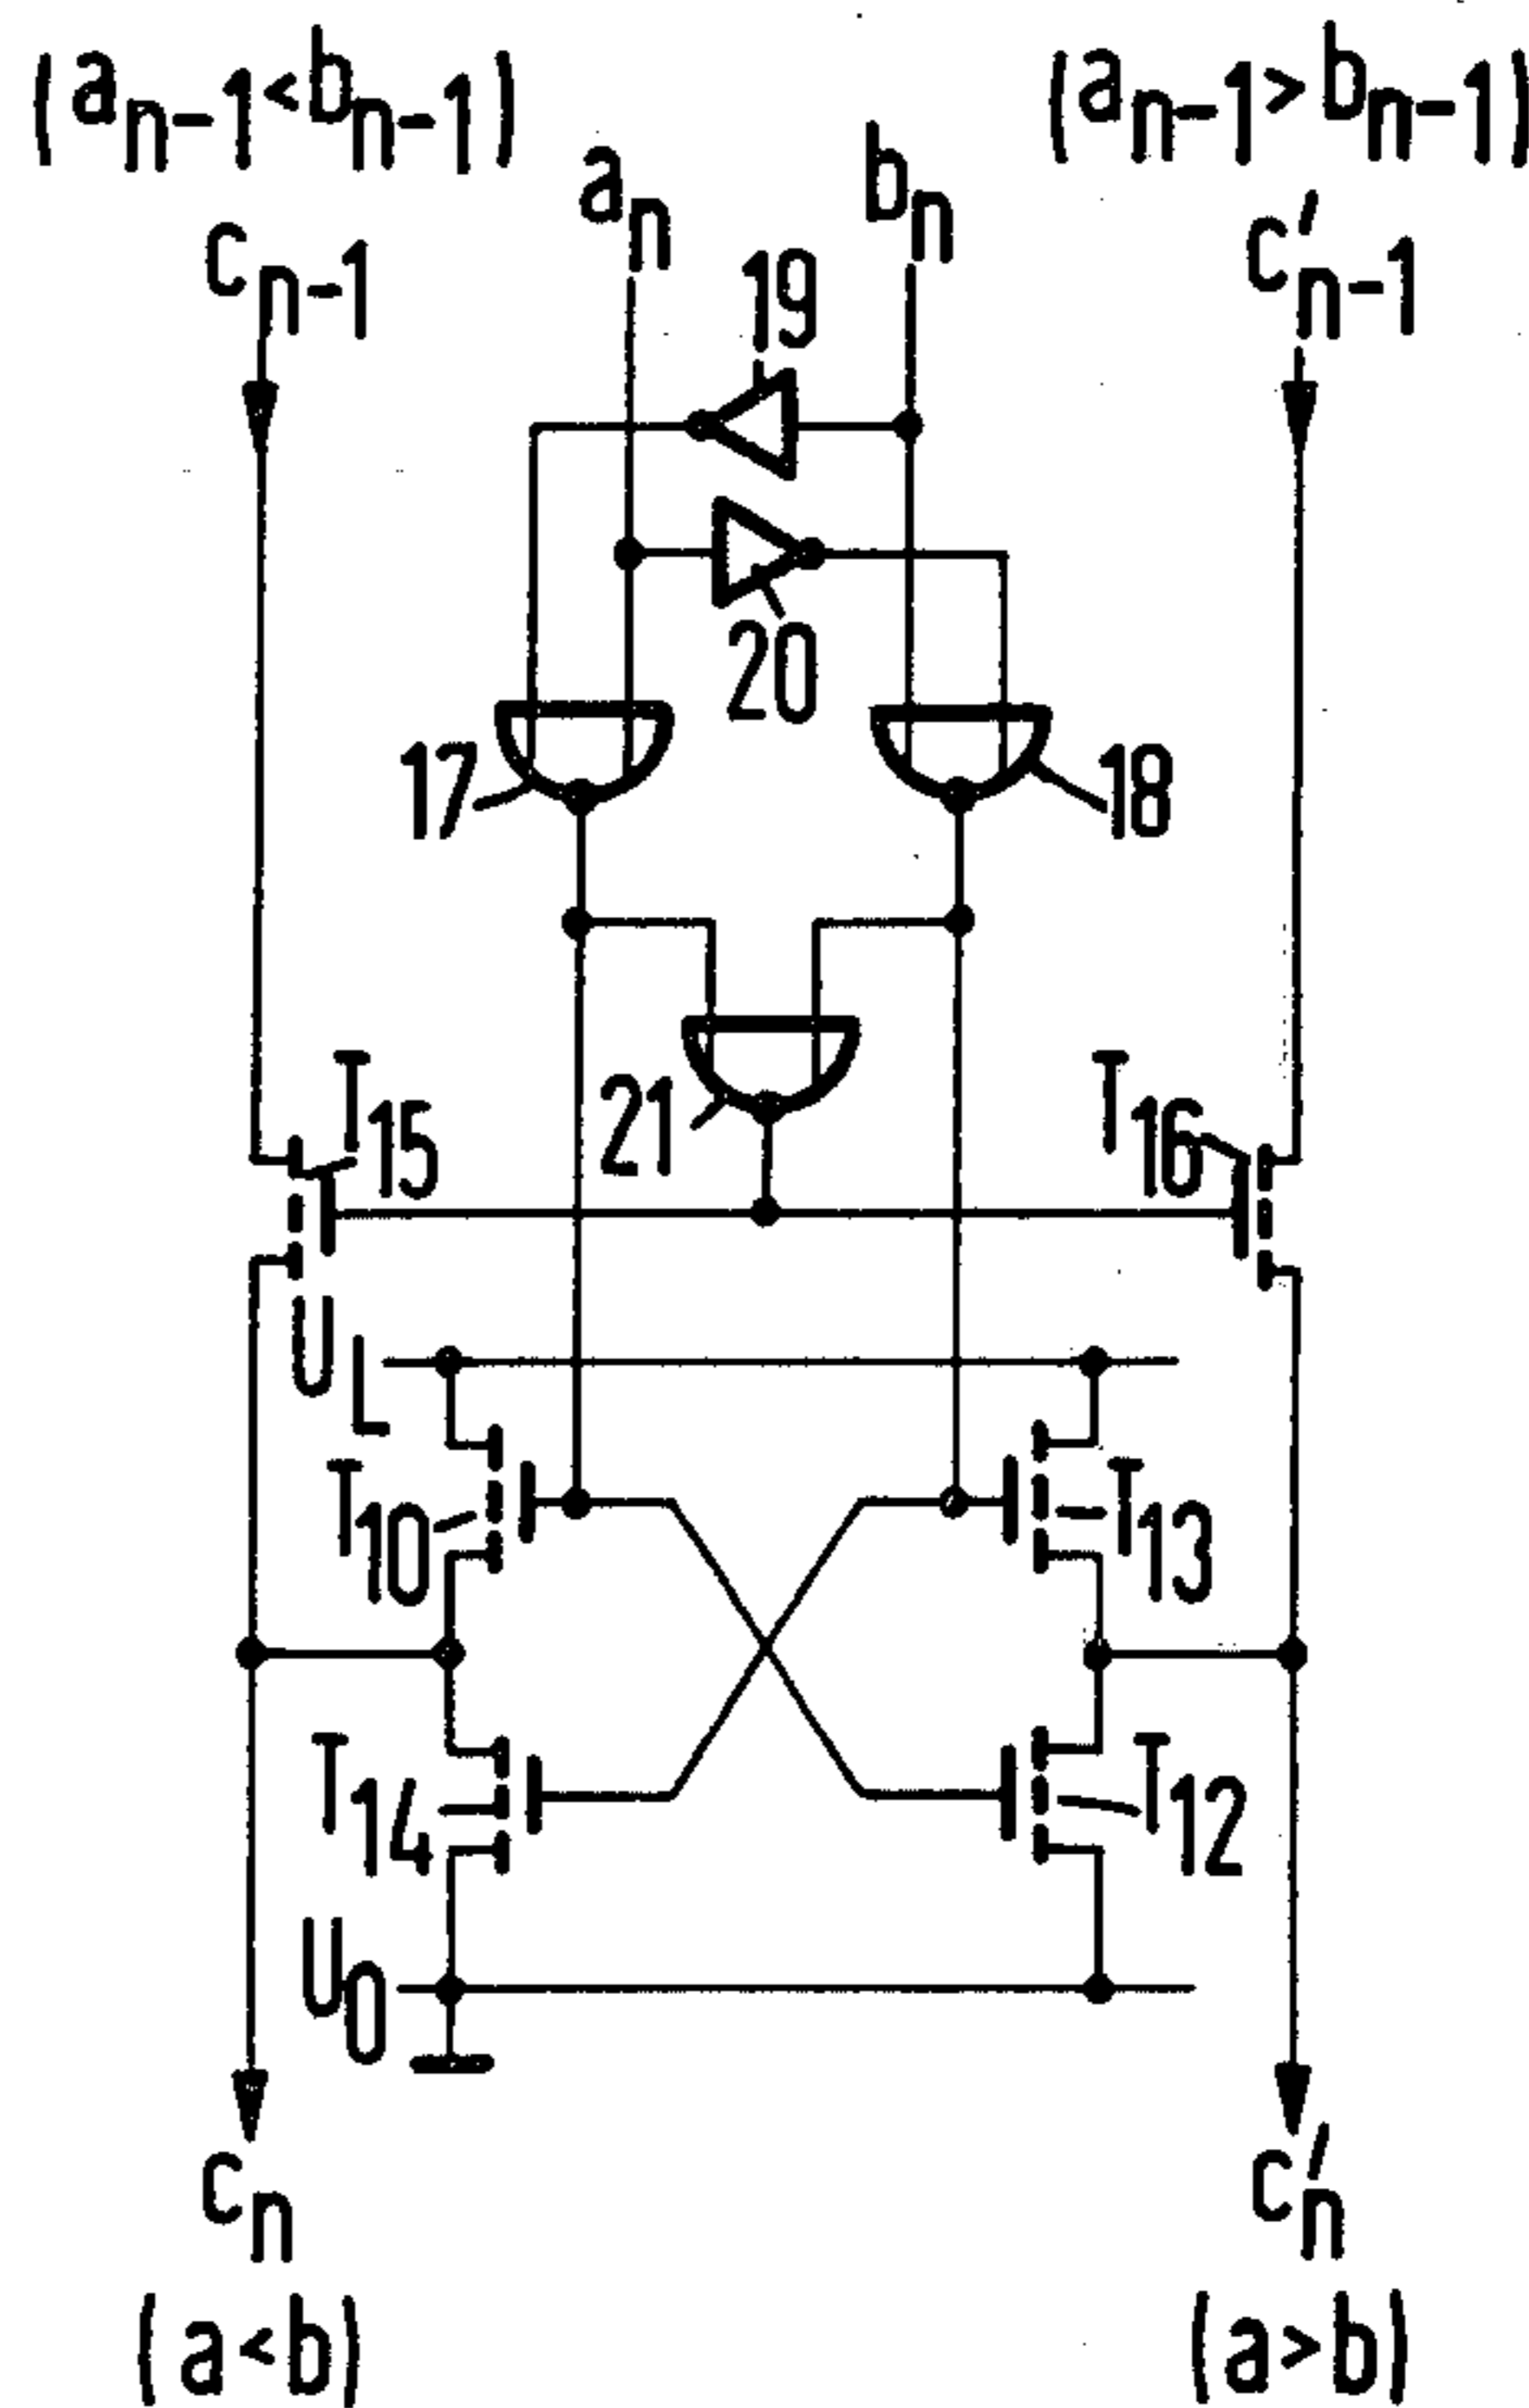 (an-1<bn-1)
(an-1>bn-1)
an
bn
cn-1
c'n-1
19
20
17
18
21
T15
T16
UL
T10
T13
T14
T12
U0
cn
c'n
(a<b)
(a>b)